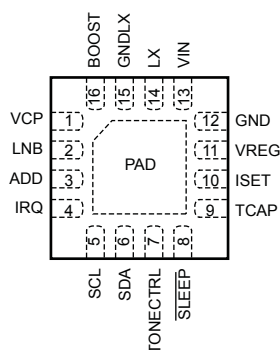 BOOST
GNDLX
LX
VIN
16
15
14
13
VCP 1
12 GND
LNB 2
11 VREG
ADD 3
PAD
10 ISET
IRQ 4
9 TCAP
5
6
7
8
SCL
SDA
TONECTRL
SLEEP